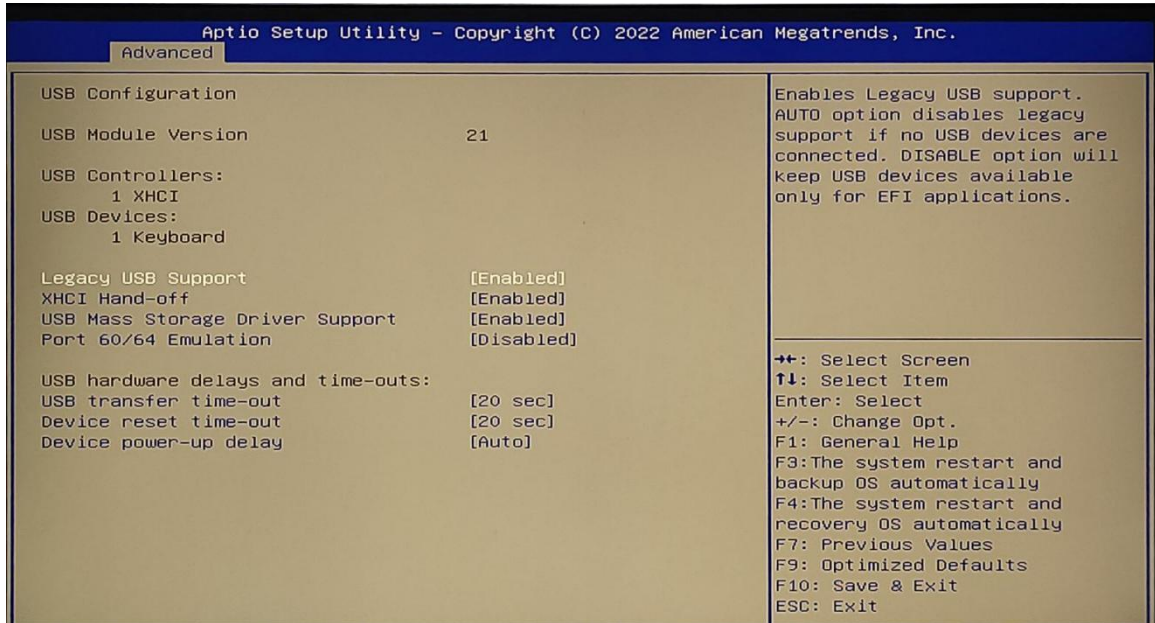 Aptio Setup Utility – Copyright (C) 2022 American Megatrends, Inc.
Advanced
USB Configuration
USB Module Version 21
USB Controllers:
1 XHCI
USB Devices:
1 Keyboard
Legacy USB Support [Enabled]
XHCI Hand-off [Enabled]
USB Mass Storage Driver Support [Enabled]
Port 60/64 Emulation [Disabled]
USB hardware delays and time-outs:
USB transfer time-out [20 sec]
Device reset time-out [20 sec]
Device power-up delay [Auto]
Enables Legacy USB support.
AUTO option disables legacy
support if no USB devices are
connected. DISABLE option will
keep USB devices available
only for EFI applications.
→←: Select Screen
↑↓: Select Item
Enter: Select
+/-: Change Opt.
F1: General Help
F3:The system restart and
backup OS automatically
F4:The system restart and
recovery OS automatically
F7: Previous Values
F9: Optimized Defaults
F10: Save & Exit
ESC: Exit